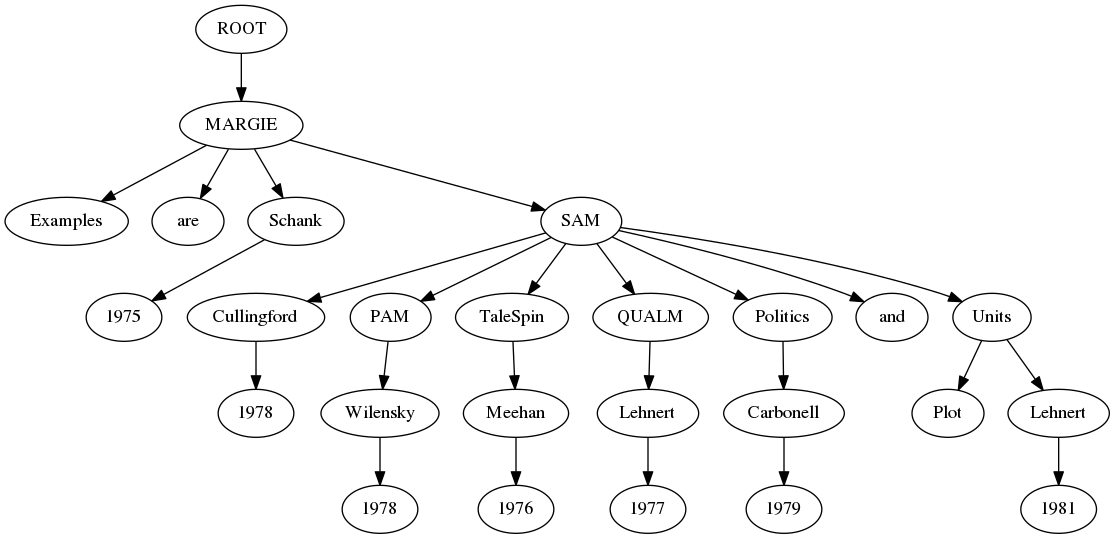 ROOT
MARGIE
Examples are Schank SAM
1975 Cullingford PAM TaleSpin QUALM Politics and Units
1978 Wilensky Meehan Lehnert Carbonell Plot Lehnert
1978 1976 1977 1979 1981